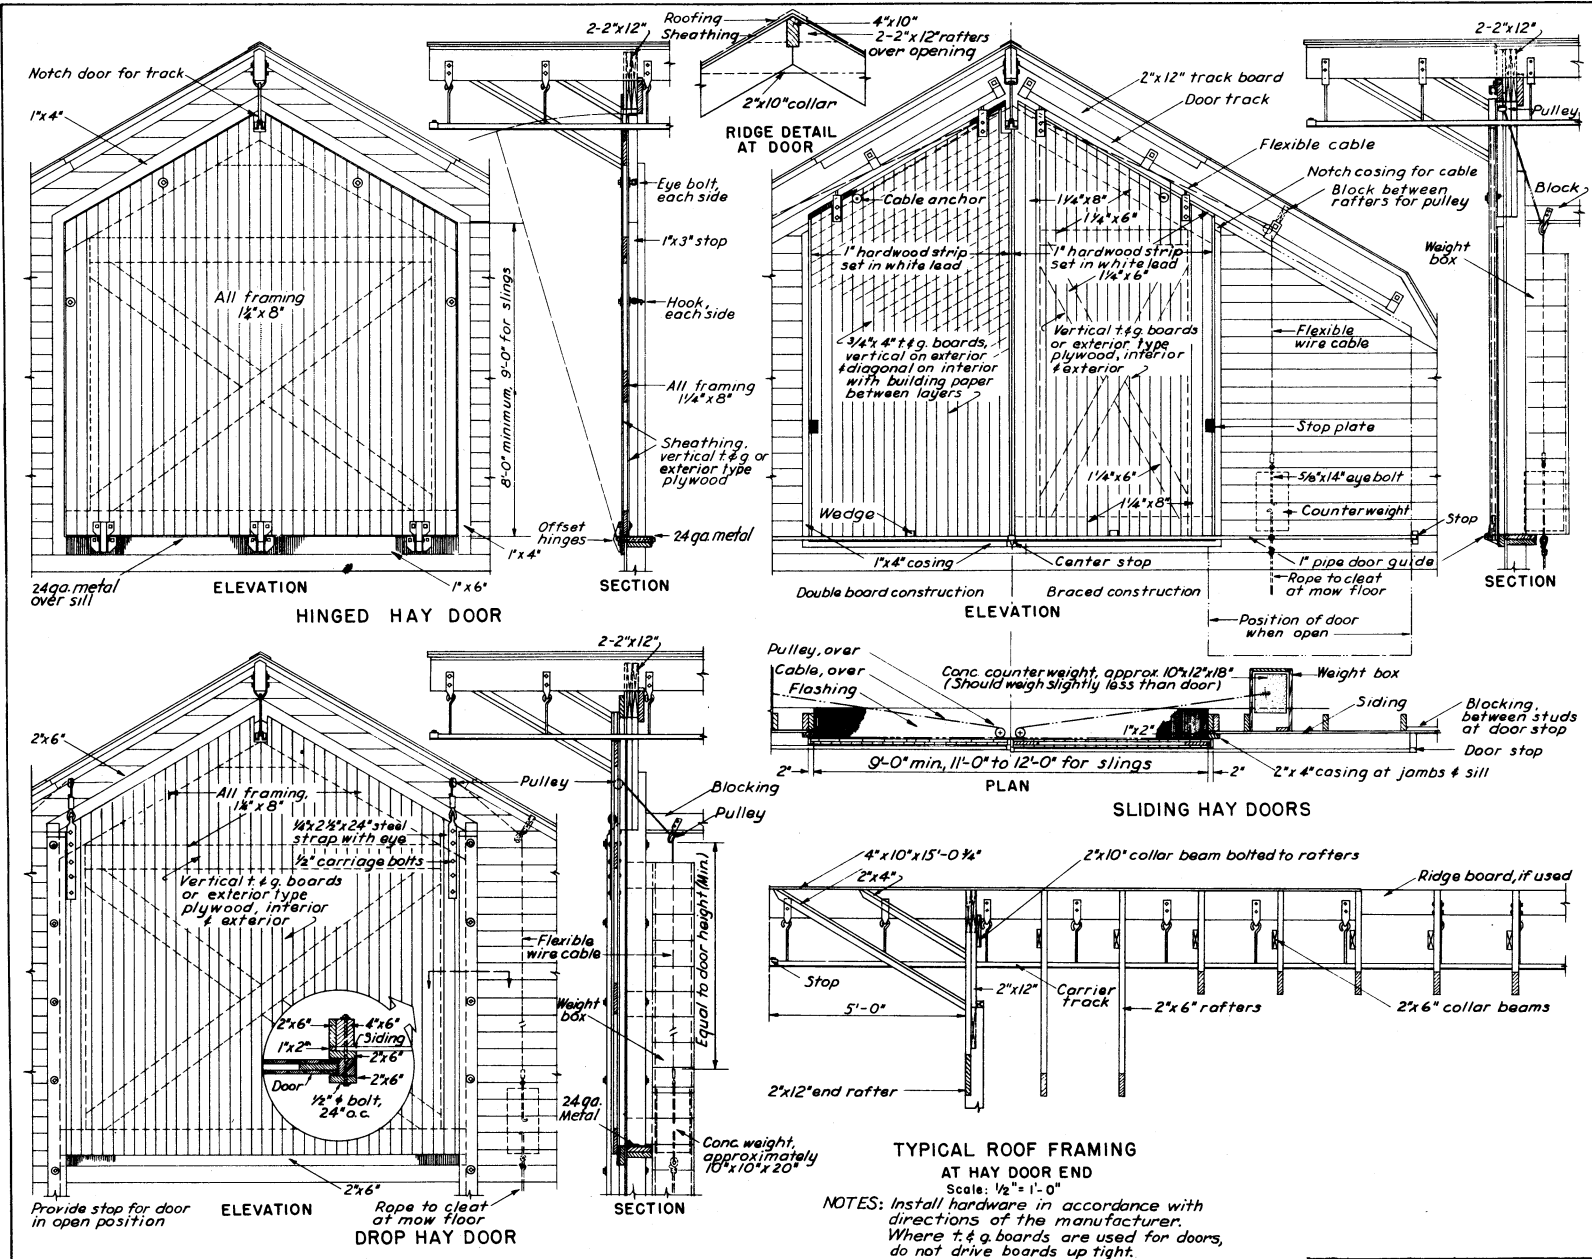 Notch door for track
1"x4"
All framing
1¼"x8"
8'-0" minimum, 9'-0" for slings
24ga. metal
over sill
ELEVATION
1"x6"
1"x4"
HINGED HAY DOOR
2-2"x12"
Eye bolt,
each side
1"x3" stop
Hook,
each side
All framing
1¼"x8"
Sheathing,
vertical t.&g. or
exterior type
plywood
Offset
hinges
24ga. metal
SECTION
Roofing
Sheathing
4"x10"
2-2"x12" rafters
over opening
2"x10" collar
RIDGE DETAIL
AT DOOR
2"x12" track board
Door track
Flexible cable
Notch casing for cable
Block between
rafters for pulley
Cable anchor
1¼"x8"
1¼"x6"
1" hardwood strip
set in white lead
1" hardwood strip
set in white lead
1¼"x6"
¾"x4" t.&g. boards,
vertical on exterior
& diagonal on interior
with building paper
between layers
Vertical t.&g. boards
or exterior type
plywood, interior
& exterior
Flexible
wire cable
Stop plate
1¼"x6"
1¼"x8"
5/8"x14" eye bolt
Counterweight
Wedge
Stop
1"x4" casing
Center stop
1" pipe door guide
Rope to cleat
at mow floor
Double board construction
Braced construction
ELEVATION
Position of door
when open
2-2"x12"
Pulley
Block
Weight
box
SECTION
Pulley, over
Cable, over
Flashing
Conc. counterweight, approx. 10"x12"x18"
(Should weigh slightly less than door)
Weight box
Siding
Blocking,
between studs
at door stop
Door stop
1"x2"
2"
9'-0" min., 11'-0" to 12'-0" for slings
2"
2"x4" casing at jambs & sill
PLAN
SLIDING HAY DOORS
2"x6"
All framing,
1¼"x8"
¼"x2½"x24" steel
strap with eye
½" carriage bolts
Vertical t.&g. boards
or exterior type
plywood, interior
& exterior
Flexible
wire cable
2"x6"
4"x6"
Siding
1"x2"
2"x6"
Door
2"x6"
½"ϕ bolt,
24" o.c.
2"x6"
Provide stop for door
in open position
ELEVATION
Rope to cleat
at mow floor
DROP HAY DOOR
2-2"x12"
Pulley
Blocking
Pulley
Equal to door height (Min.)
Weight
box
24ga.
Metal
Conc. weight,
approximately
10"x10"x20"
SECTION
4"x10"x15'-0¾"
2"x4"
2"x10" collar beam bolted to rafters
Ridge board, if used
Stop
2"x12"
Carrier
track
5'-0"
2"x6" rafters
2"x6" collar beams
2"x12" end rafter
TYPICAL ROOF FRAMING
AT HAY DOOR END
Scale: ½" = 1'-0"
NOTES: Install hardware in accordance with
directions of the manufacturer.
Where t.&g. boards are used for doors,
do not drive boards up tight.